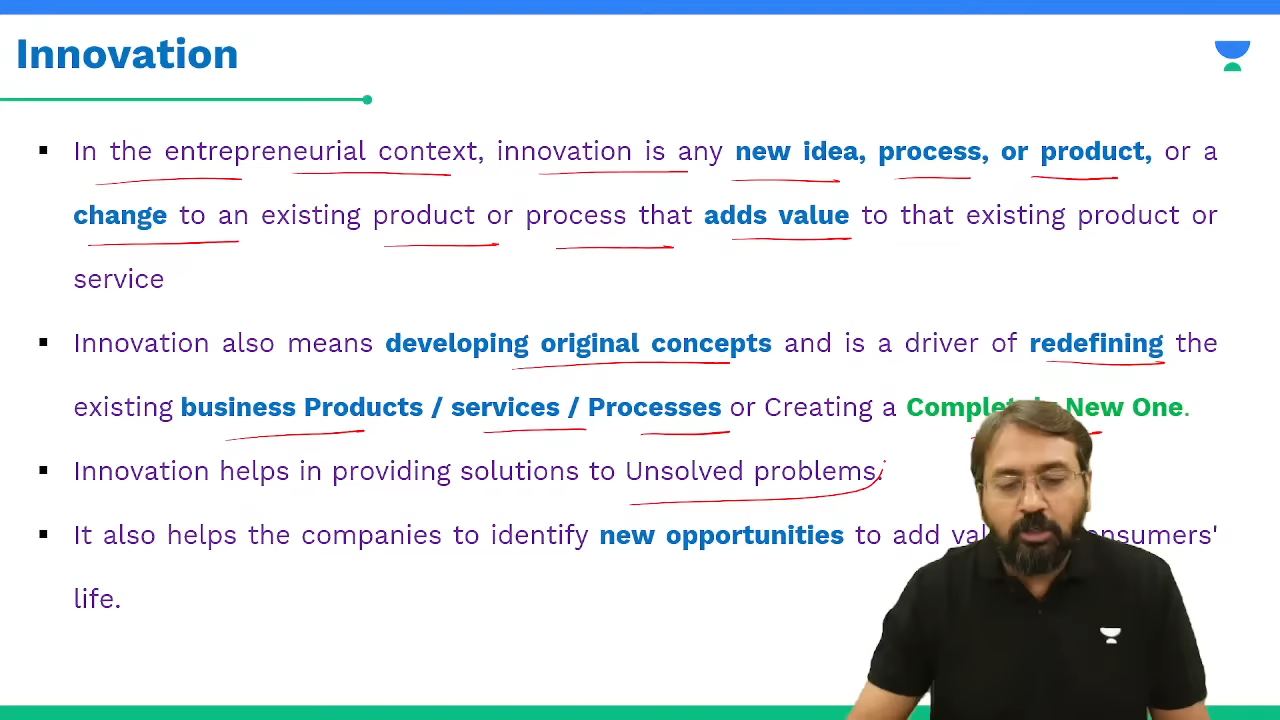 Innovation
▪ In the entrepreneurial context, innovation is any new idea, process, or product, or a
change to an existing product or process that adds value to that existing product or
service
▪ Innovation also means developing original concepts and is a driver of redefining the
existing business Products / services / Processes or Creating a New One.
▪ Innovation helps in providing solutions to Unsolved problems.
▪ It also helps the companies to identify new opportunities to add
life.